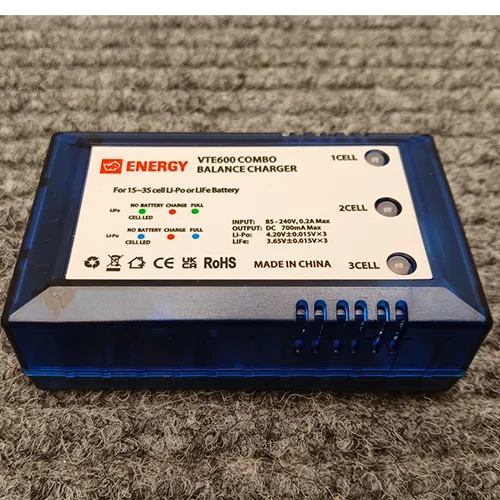 ENERGY
VTE600 COMBO
BALANCE CHARGER
1CELL
For 1S~3S cell Li-Po or LiFe Battery
2CELL
NO BATTERY CHARGE FULL
LiFe
CELL LED
NO BATTERY CHARGE FULL
Li-Po
CELL LED
INPUT: 85-240V, 0.2A Max
OUTPUT: DC 700mA Max
Li-Po: 4.20V±0.015V×3
LiFe: 3.65V±0.015V×3
CE UK CA RoHS
MADE IN CHINA
3CELL